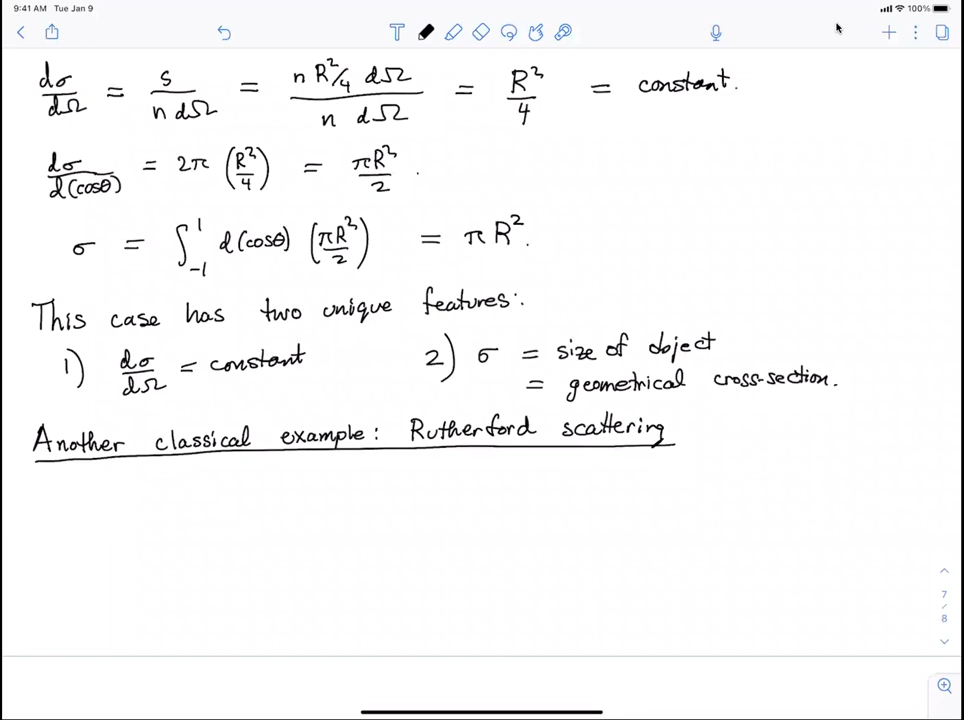 9:41 AM Tue Jan 9
100%
dσ/dΩ = s/(n dΩ) = (n R²/4 dΩ)/(n dΩ) = R²/4 = constant.
dσ/d(cosθ) = 2π (R²/4) = πR²/2 .
σ = ∫₋₁¹ d(cosθ) (πR²/2) = πR².
This case has two unique features:.
1) dσ/dΩ = constant
2) σ = size of object
= geometrical cross-section.
Another classical example: Rutherford scattering
7
/
8